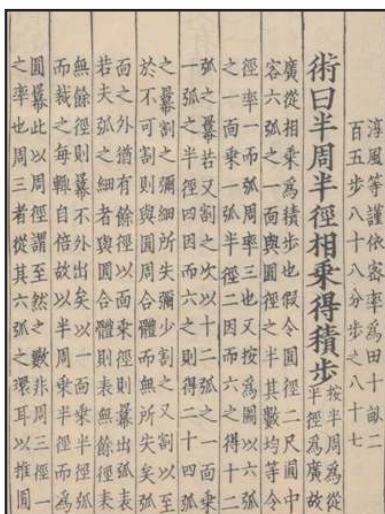 淳風等謹依密率為田十畝二
百五步八十八分步之八十七
術曰半周半徑相乘得積步
按半周為從
半徑為廣故
廣從相乘為積步也假令圓徑二尺圓中
容六弧之一面與圓徑之半其數均等令
徑率一而弧周率三也又按為圖以六弧
之一面乘一弧半徑二因而六之得十二
弧之冪若又割之次以十二弧之一面乘
一弧之半徑四因而六之則得二十四弧
之冪割之彌細所失彌少割之又割以至
於不可割則與圓周合體而無所失矣弧
面之外猶有餘徑以面乘徑則冪出弧表
若夫弧之細者與圓合體則表無餘徑表
無餘徑則冪不外出矣以一面乘半徑弧
而裁之每輒自倍故以半周乘半徑而為
圓冪此以周徑謂至然之數非周三徑一
之率也周三者從其六弧之環耳以推圓